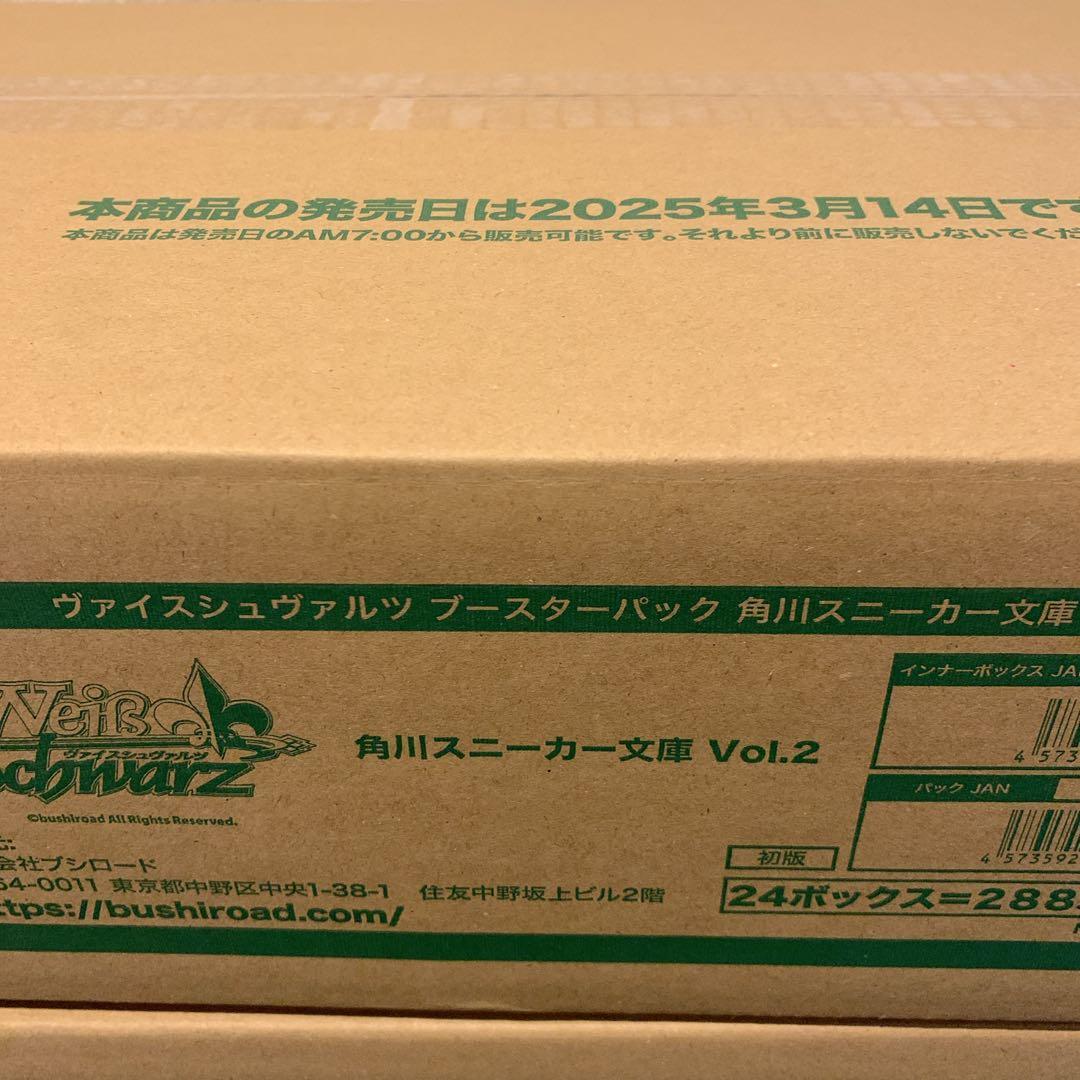 本商品の発売日は2025年3月14日です
本商品は発売日のAM7:00から販売可能です。それより前に販売しないでくだ
ヴァイスシュヴァルツ ブースターパック 角川スニーカー文庫
Weiß
ヴァイスシュヴァルツ
Schwarz
©bushiroad All Rights Reserved.
角川スニーカー文庫 Vol.2
インナーボックス JAN
4 573
パック JAN
4 573592
元:
会社ブシロード
64-0011 東京都中野区中央1-38-1 住友中野坂上ビル2階
ttps://bushiroad.com/
初版
24ボックス=288